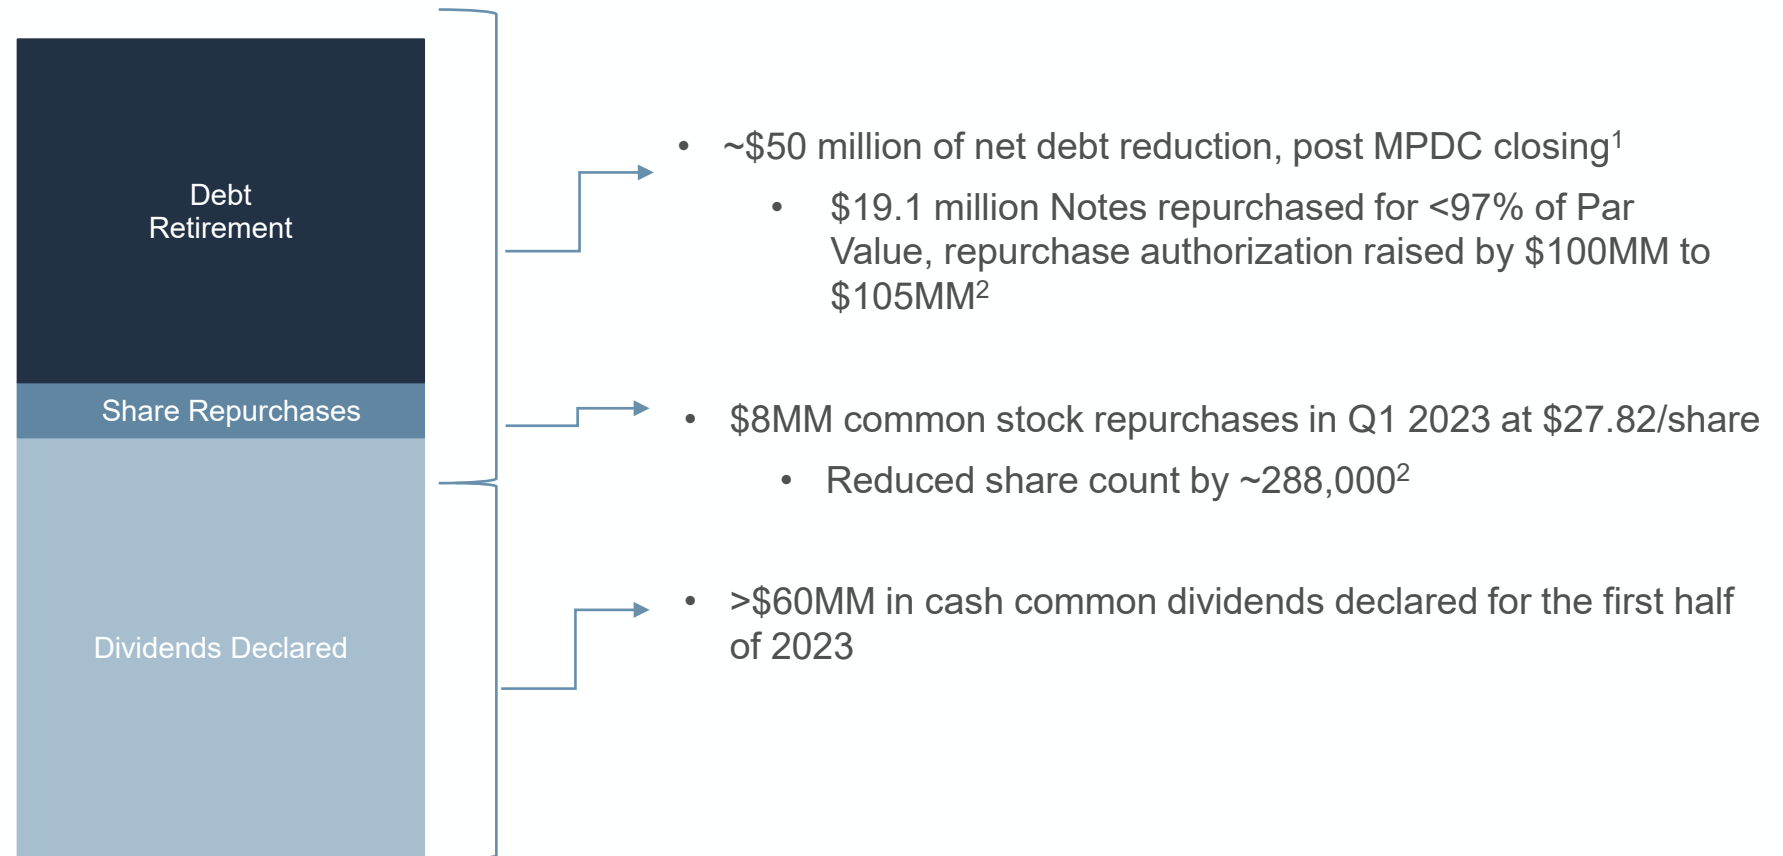 Debt
Retirement
Share Repurchases
Dividends Declared
• ~$50 million of net debt reduction, post MPDC closing¹
• $19.1 million Notes repurchased for <97% of Par
Value, repurchase authorization raised by $100MM to
$105MM²
• $8MM common stock repurchases in Q1 2023 at $27.82/share
• Reduced share count by ~288,000²
• >$60MM in cash common dividends declared for the first half
of 2023